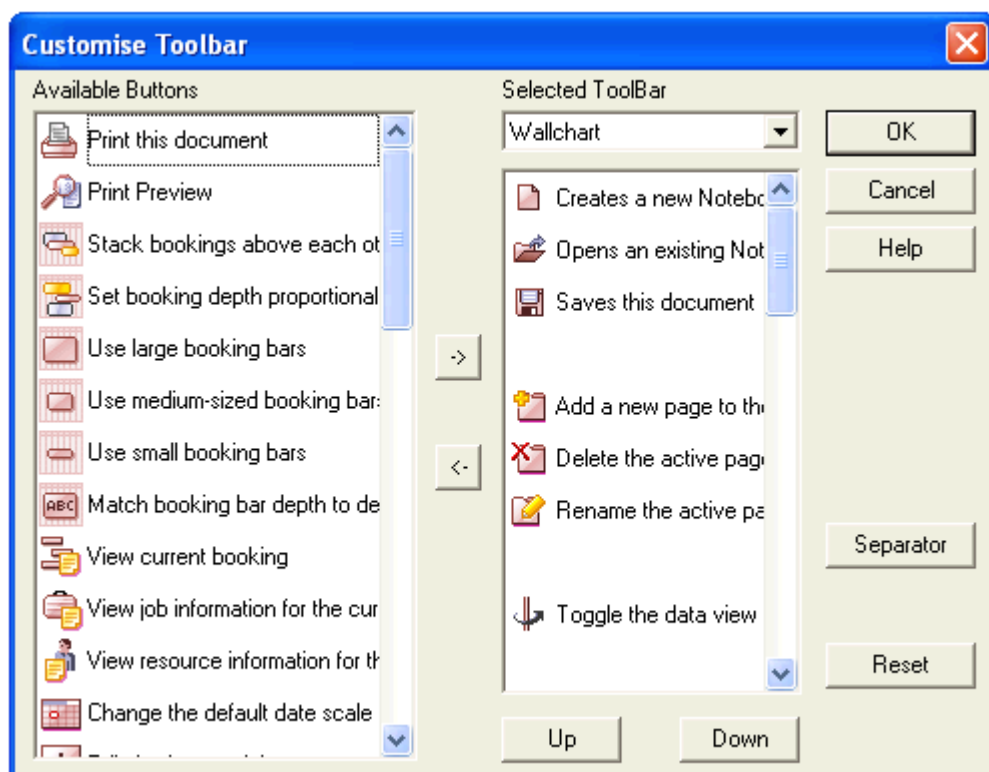 Customise Toolbar
Available Buttons
Print this document
Print Preview
Stack bookings above each ot
Set booking depth proportional
Use large booking bars
Use medium-sized booking bar
Use small booking bars
ABC
Match booking bar depth to de
View current booking
View job information for the cur
View resource information for th
Change the default date scale
Selected ToolBar
Wallchart
Creates a new Notebo
Opens an existing Not
Saves this document
Add a new page to the
Delete the active pag
Rename the active pa
Toggle the data view
->
<-
Up
Down
OK
Cancel
Help
Separator
Reset